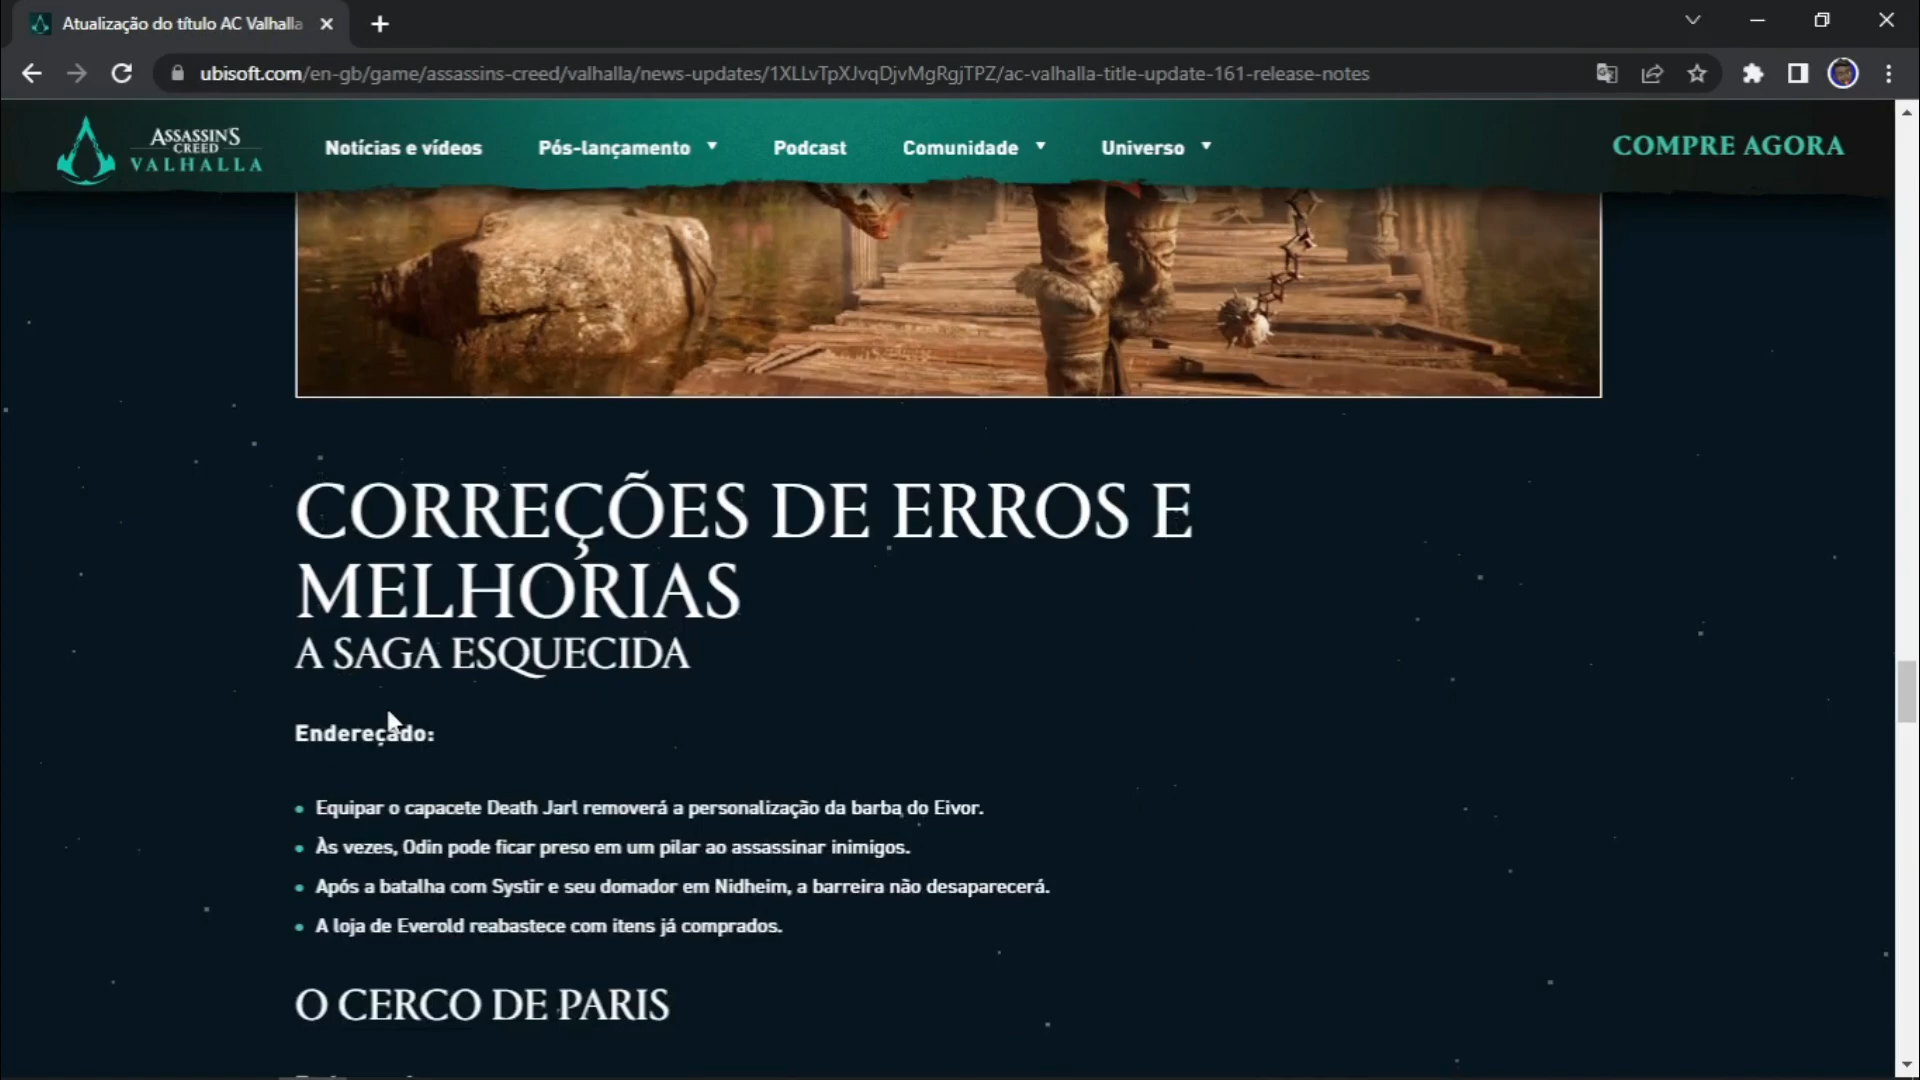 Atualização do título AC Valhalla
ubisoft.com/en-gb/game/assassins-creed/valhalla/news-updates/1XLLvTpXJvqDjvMgRgjTPZ/ac-valhalla-title-update-161-release-notes
ASSASSIN'S
CREED
VALHALLA
Notícias e vídeos
Pós-lançamento
Podcast
Comunidade
Universo
COMPRE AGORA
CORREÇÕES DE ERROS E
MELHORIAS
A SAGA ESQUECIDA
Endereçado:
Equipar o capacete Death Jarl removerá a personalização da barba do Eivor.
Às vezes, Odin pode ficar preso em um pilar ao assassinar inimigos.
Após a batalha com Systir e seu domador em Nidheim, a barreira não desaparecerá.
A loja de Everold reabastece com itens já comprados.
O CERCO DE PARIS